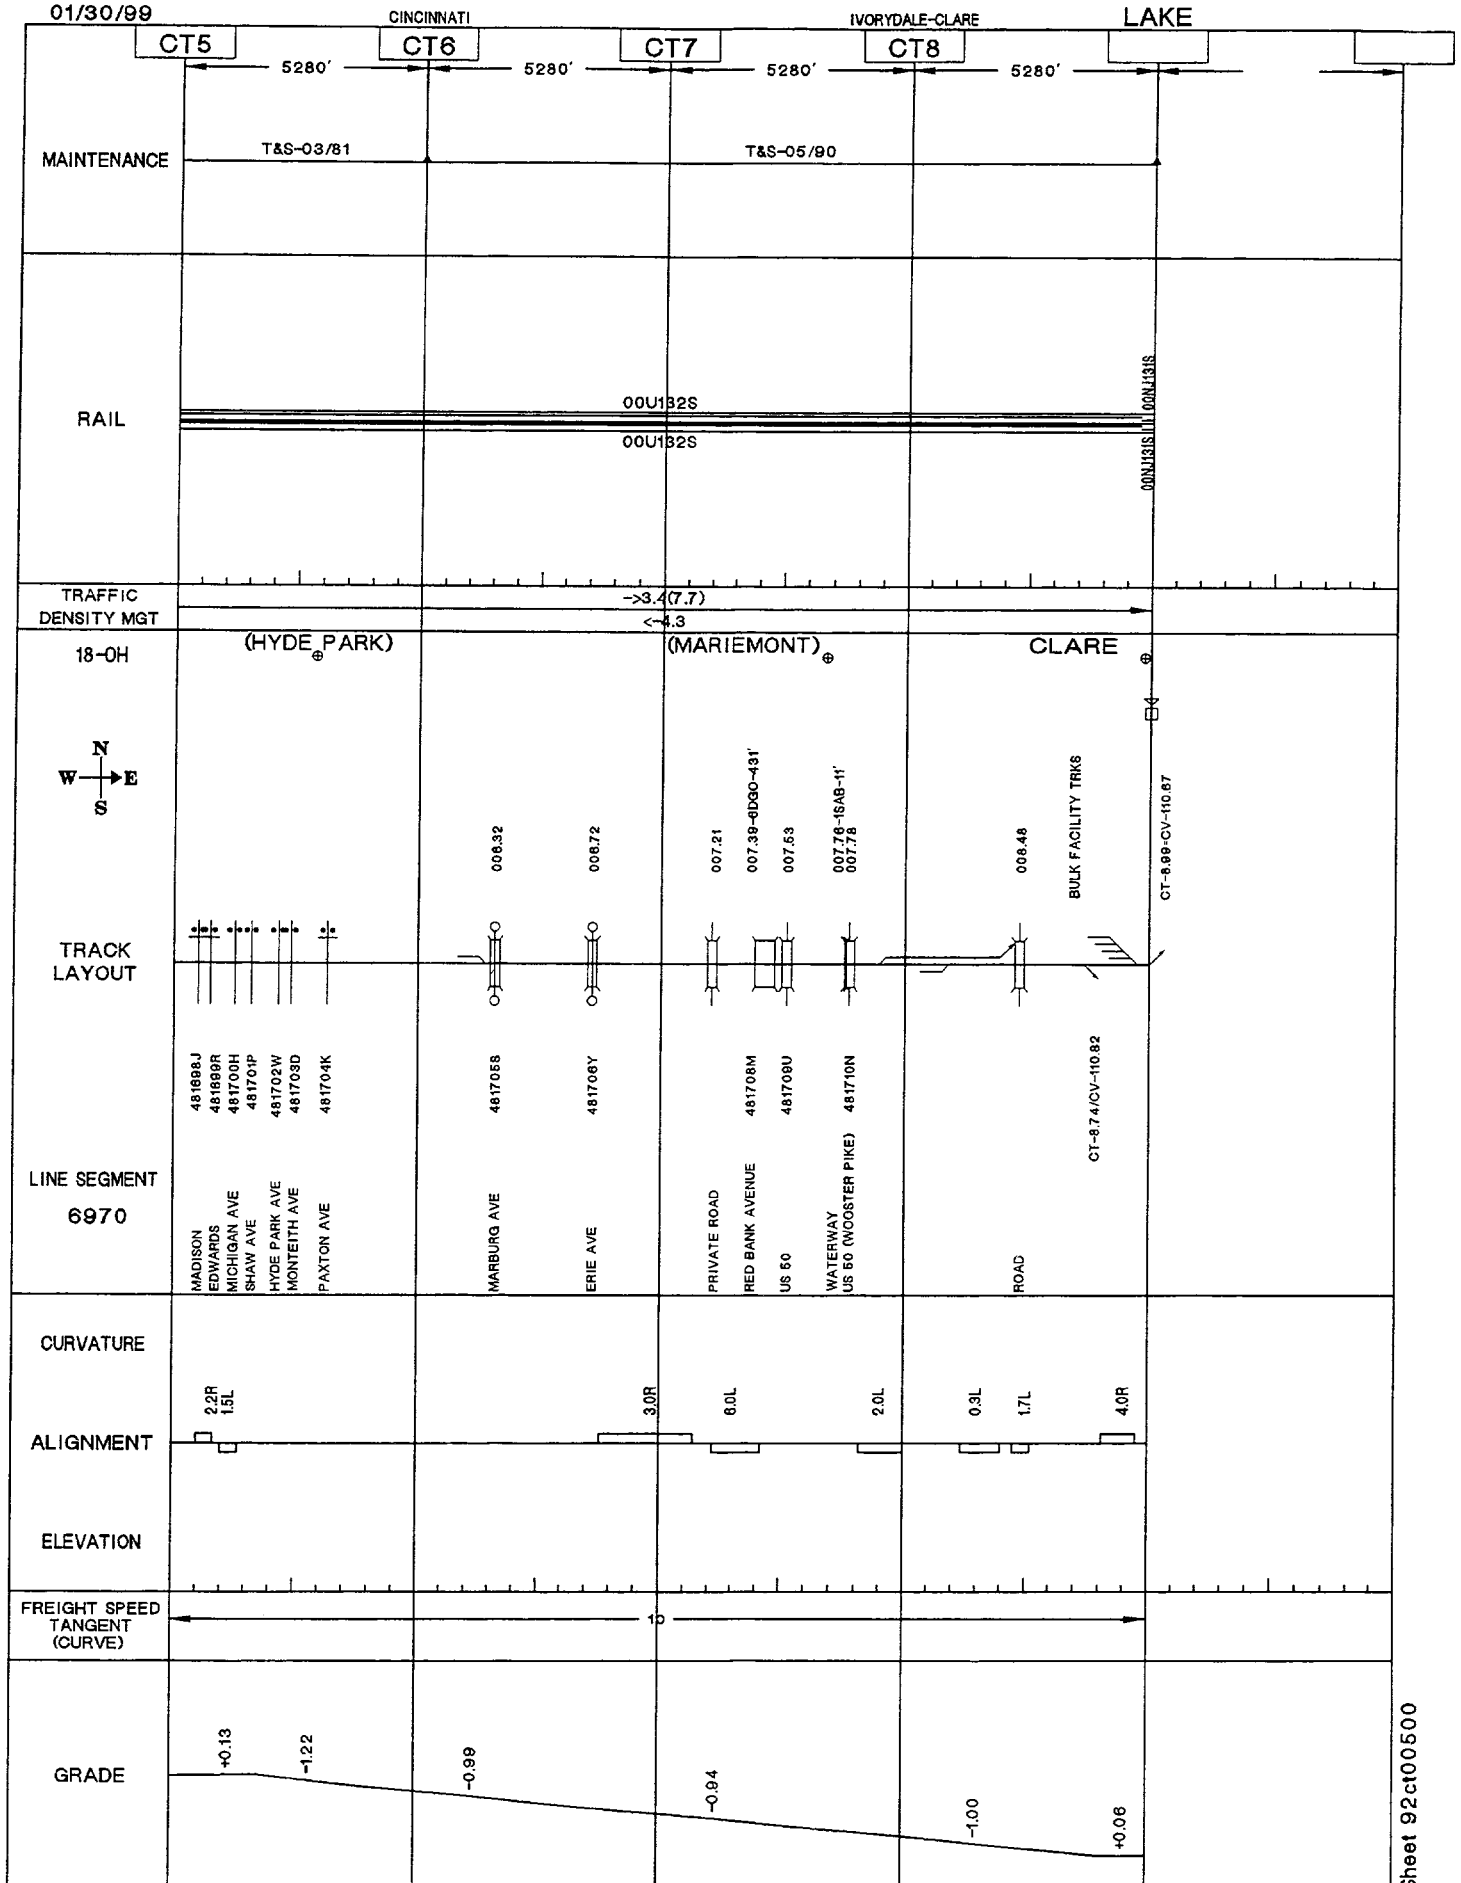 01/30/99
CINCINNATI
IVORYDALE-CLARE
LAKE
CT5
CT6
CT7
CT8
5280'
5280'
5280'
5280'
MAINTENANCE
T&S-03/81
T&S-05/90
RAIL
00U132S
00U132S
00NJ131S
00NJ131S
TRAFFIC
DENSITY MGT
->3.4(7.7)
<-4.3
18-OH
(HYDE PARK)
(MARIEMONT)
CLARE
N
W
E
S
006.32
006.72
007.21
007.39-6DGO-431'
007.53
007.76-1SAB-11'
007.78
008.48
BULK FACILITY TRKS
CT-8.99=CV-110.67
TRACK
LAYOUT
481698J
481699R
481700H
481701P
481702W
481703D
481704K
481705S
481706Y
481708M
481709U
481710N
CT-8.74/CV-110.82
LINE SEGMENT
6970
MADISON
EDWARDS
MICHIGAN AVE
SHAW AVE
HYDE PARK AVE
MONTEITH AVE
PAXTON AVE
MARBURG AVE
ERIE AVE
PRIVATE ROAD
RED BANK AVENUE
US 50
WATERWAY
US 50 (WOOSTER PIKE)
ROAD
CURVATURE
2.2R
1.5L
3.0R
6.0L
2.0L
0.3L
1.7L
4.0R
ALIGNMENT
ELEVATION
FREIGHT SPEED
TANGENT
(CURVE)
10
GRADE
+0.13
-1.22
-0.99
-0.94
-1.00
+0.06
Sheet 92ct00500